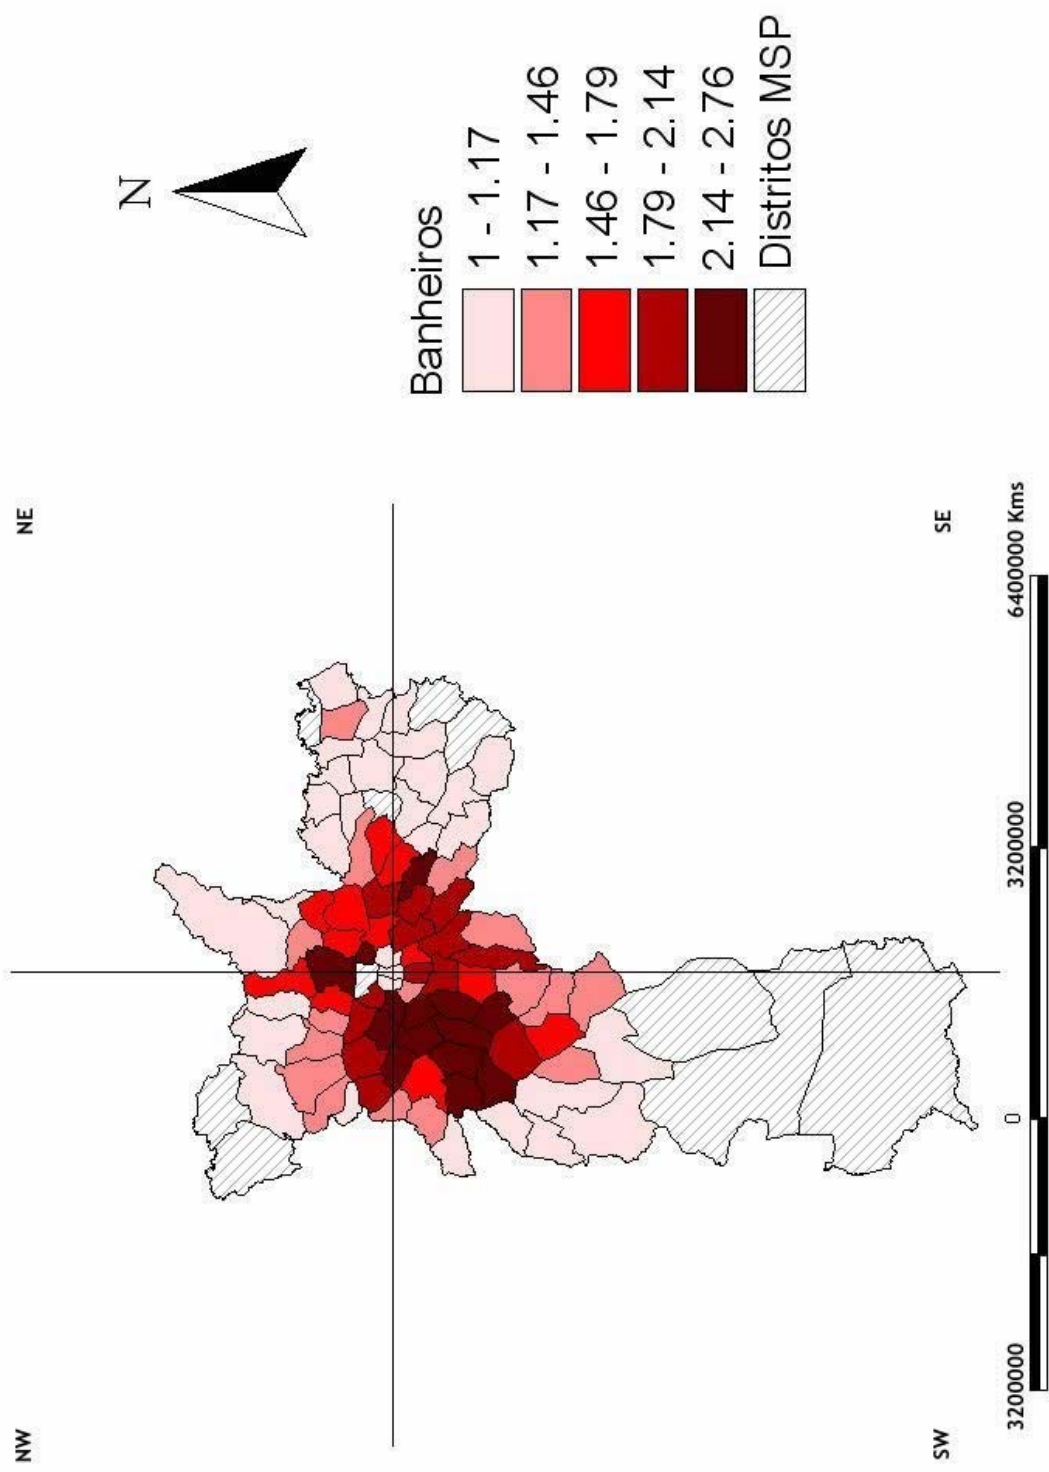 N
Banheiros
1 - 1.17
1.17 - 1.46
1.46 - 1.79
1.79 - 2.14
2.14 - 2.76
Distritos MSP
NW
NE
SW
SE
3200000 0 3200000 6400000 Kms